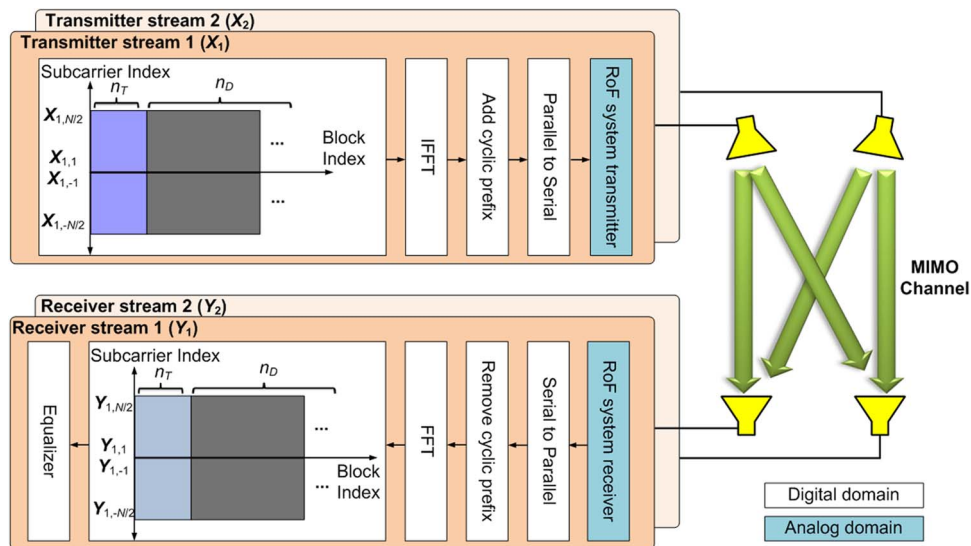 Transmitter stream 2 (X2)
Transmitter stream 1 (X1)
Subcarrier Index
nT
nD
X1,N/2
X1,1
X1,-1
X1,-N/2
...
...
Block
Index
IFFT
Add cyclic prefix
Parallel to Serial
RoF system transmitter
MIMO
Channel
Receiver stream 2 (Y2)
Receiver stream 1 (Y1)
Equalizer
Subcarrier Index
nT
nD
Y1,N/2
Y1,1
Y1,-1
Y1,-N/2
...
...
Block
Index
FFT
Remove cyclic prefix
Serial to Parallel
RoF system receiver
Digital domain
Analog domain